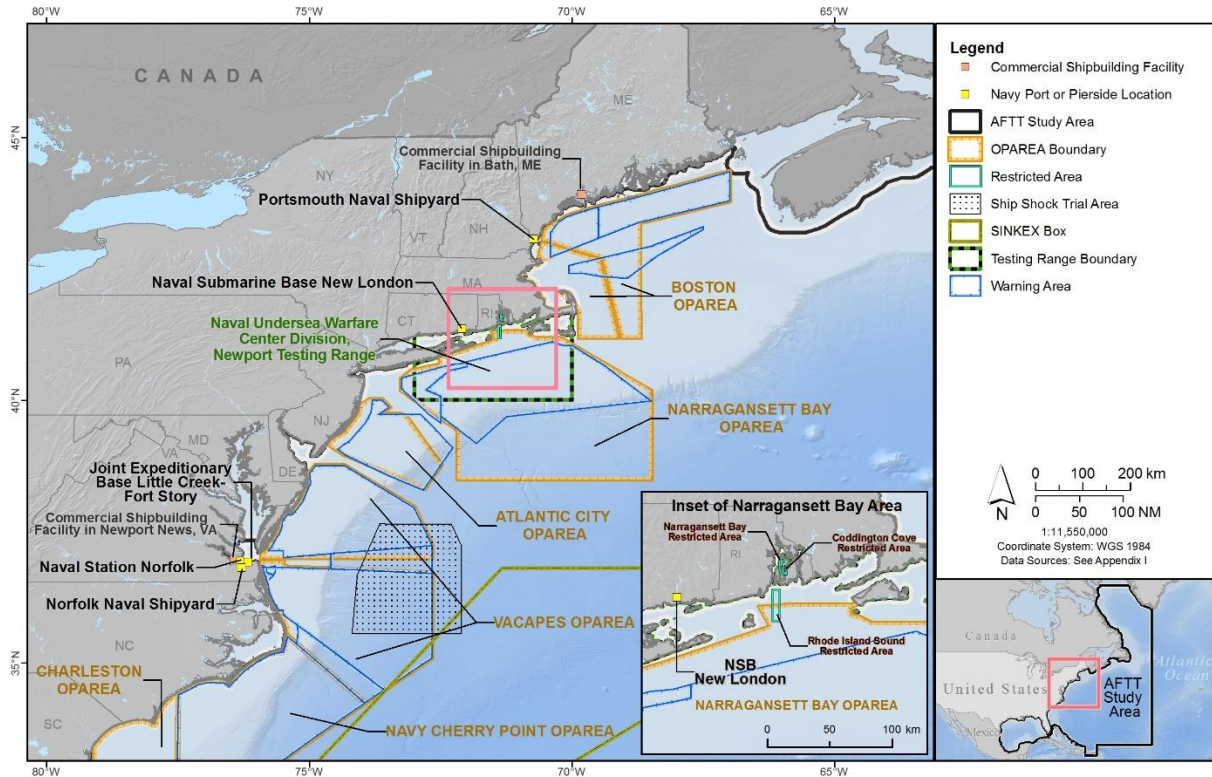 80°W
75°W
70°W
65°W
CANADA
ME
Commercial Shipbuilding
Facility in Bath, ME
45°N
NY
Portsmouth Naval Shipyard
VT
NH
Naval Submarine Base New London
MA
BOSTON
OPAREA
CT
RI
Naval Undersea Warfare
Center Division,
Newport Testing Range
PA
40°N
NJ
NARRAGANSETT BAY
OPAREA
MD
VA
DE
Joint Expeditionary
Base Little Creek-
Fort Story
ATLANTIC CITY
OPAREA
Commercial Shipbuilding
Facility in Newport News, VA
Naval Station Norfolk
Norfolk Naval Shipyard
VACAPES OPAREA
NC
35°N
CHARLESTON
OPAREA
SC
NAVY CHERRY POINT OPAREA
80°W
75°W
70°W
65°W
Inset of Narragansett Bay Area
Narragansett Bay
Restricted Area
Coddington Cove
Restricted Area
RI
Rhode Island Sound
Restricted Area
NSB
New London
NARRAGANSETT BAY OPAREA
0 50 100 km
Legend
Commercial Shipbuilding Facility
Navy Port or Pierside Location
AFTT Study Area
OPAREA Boundary
Restricted Area
Ship Shock Trial Area
SINKEX Box
Testing Range Boundary
Warning Area
N
0 100 200 km
0 50 100 NM
1:11,550,000
Coordinate System: WGS 1984
Data Sources: See Appendix I
Canada
United States
Atlantic
Ocean
AFTT
Study
Area
Mexico